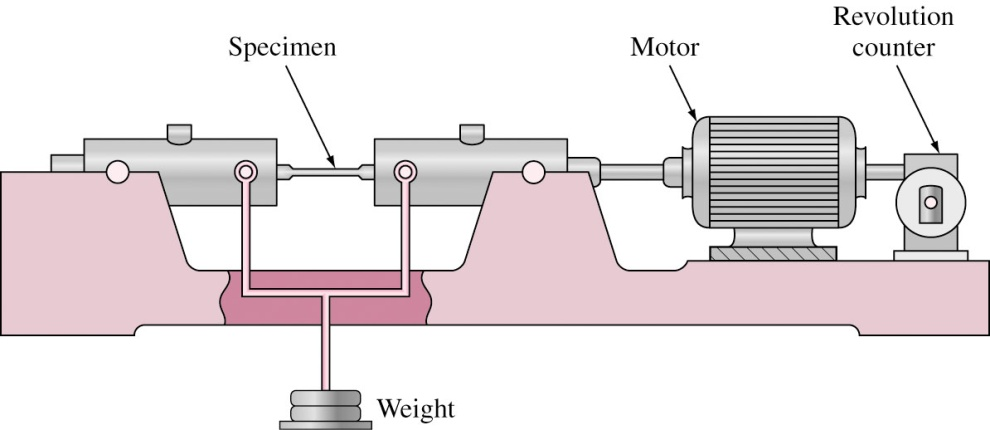 Specimen
Motor
Revolution
counter
Weight